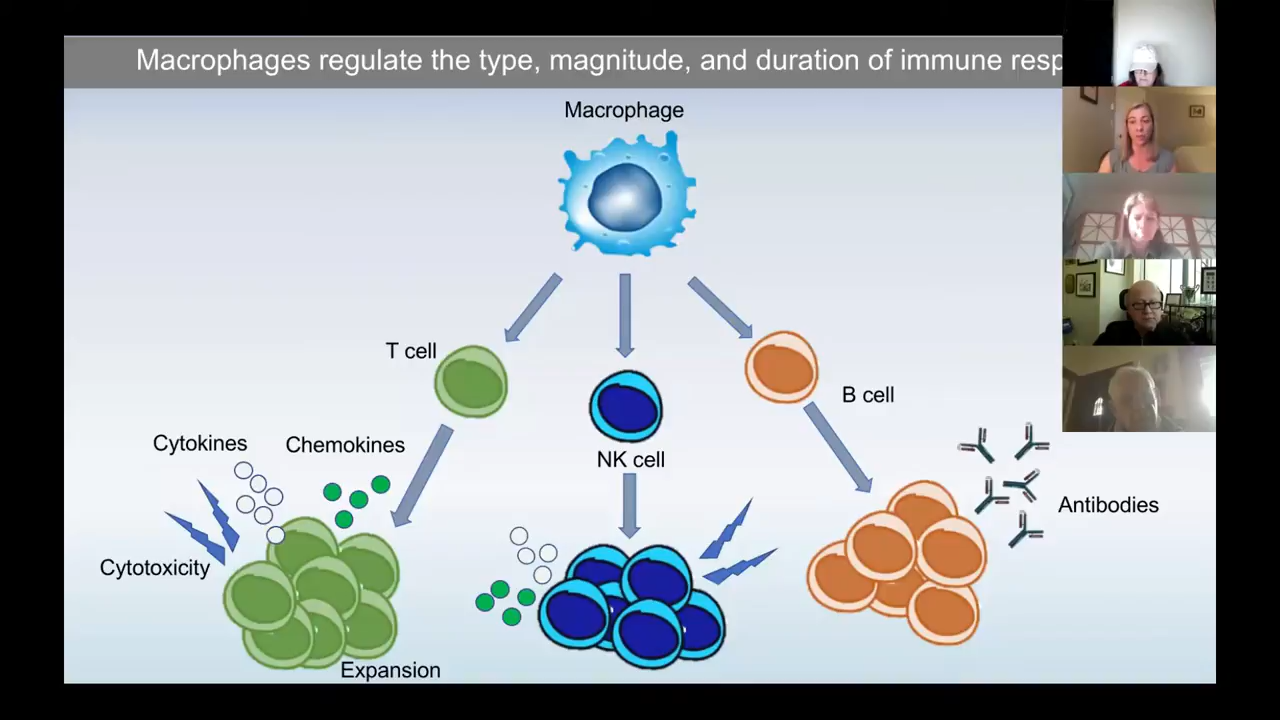 Macrophages regulate the type, magnitude, and duration of immune resp
Macrophage
T cell
B cell
Cytokines
Chemokines
NK cell
Antibodies
Cytotoxicity
Expansion